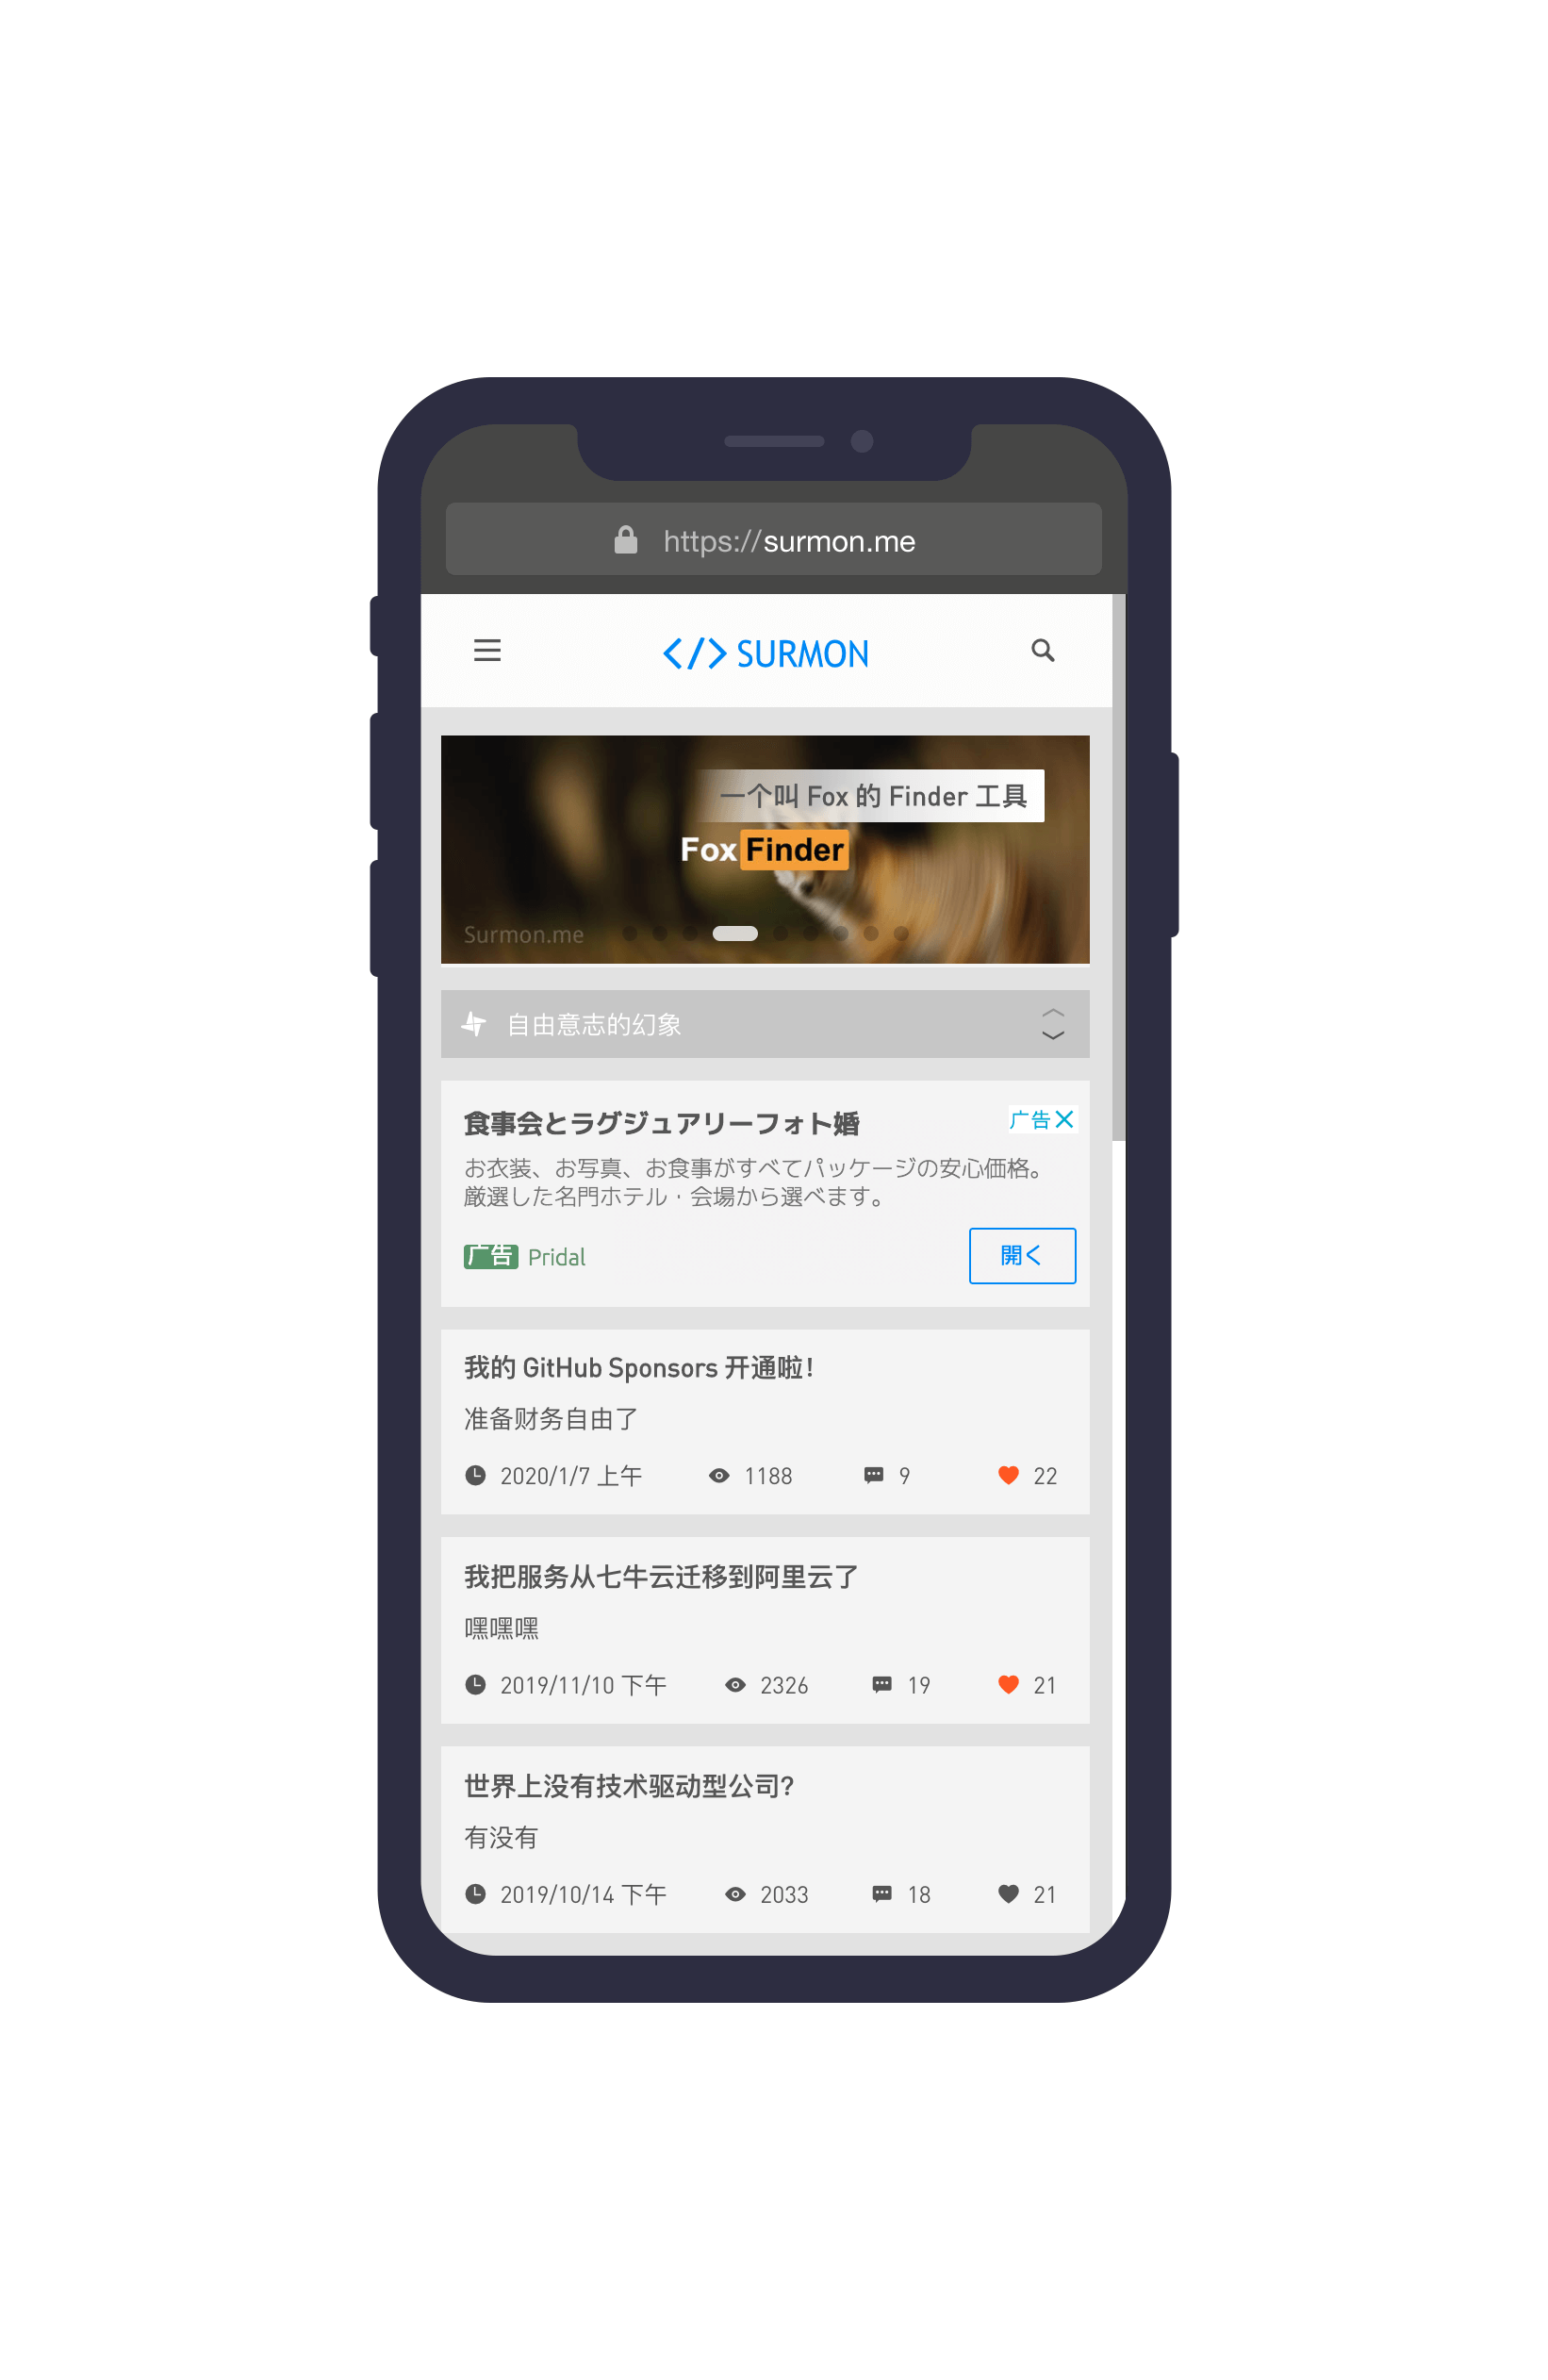 https://surmon.me
</> SURMON
一个叫 Fox 的 Finder 工具
Fox Finder
Surmon.me
自由意志的幻象
食事会とラグジュアリーフォト婚
广告
お衣装、お写真、お食事がすべてパッケージの安心価格。
厳選した名門ホテル・会場から選べます。
广告 Pridal
開く
我的 GitHub Sponsors 开通啦！
准备财务自由了
2020/1/7 上午 1188 9 22
我把服务从七牛云迁移到阿里云了
嘿嘿嘿
2019/11/10 下午 2326 19 21
世界上没有技术驱动型公司？
有没有
2019/10/14 下午 2033 18 21